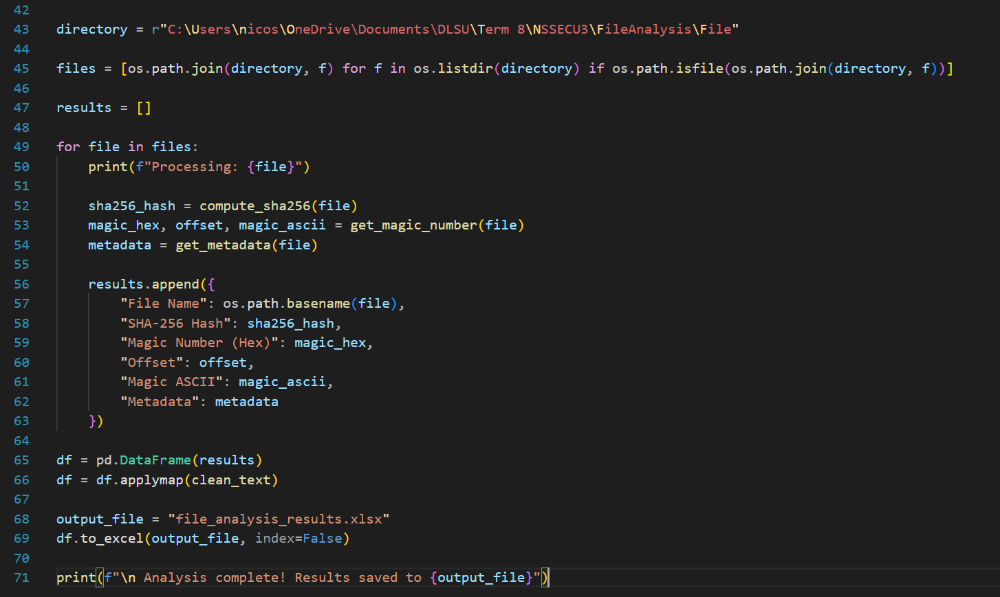 42
43 directory = r"C:\Users\nicos\OneDrive\Documents\DLSU\Term 8\NSSECU3\FileAnalysis\File"
44
45 files = [os.path.join(directory, f) for f in os.listdir(directory) if os.path.isfile(os.path.join(directory, f))]
46
47 results = []
48
49 for file in files:
50     print(f"Processing: {file}")
51
52     sha256_hash = compute_sha256(file)
53     magic_hex, offset, magic_ascii = get_magic_number(file)
54     metadata = get_metadata(file)
55
56     results.append({
57         "File Name": os.path.basename(file),
58         "SHA-256 Hash": sha256_hash,
59         "Magic Number (Hex)": magic_hex,
60         "Offset": offset,
61         "Magic ASCII": magic_ascii,
62         "Metadata": metadata
63     })
64
65 df = pd.DataFrame(results)
66 df = df.applymap(clean_text)
67
68 output_file = "file_analysis_results.xlsx"
69 df.to_excel(output_file, index=False)
70
71 print(f"\n Analysis complete! Results saved to {output_file}")